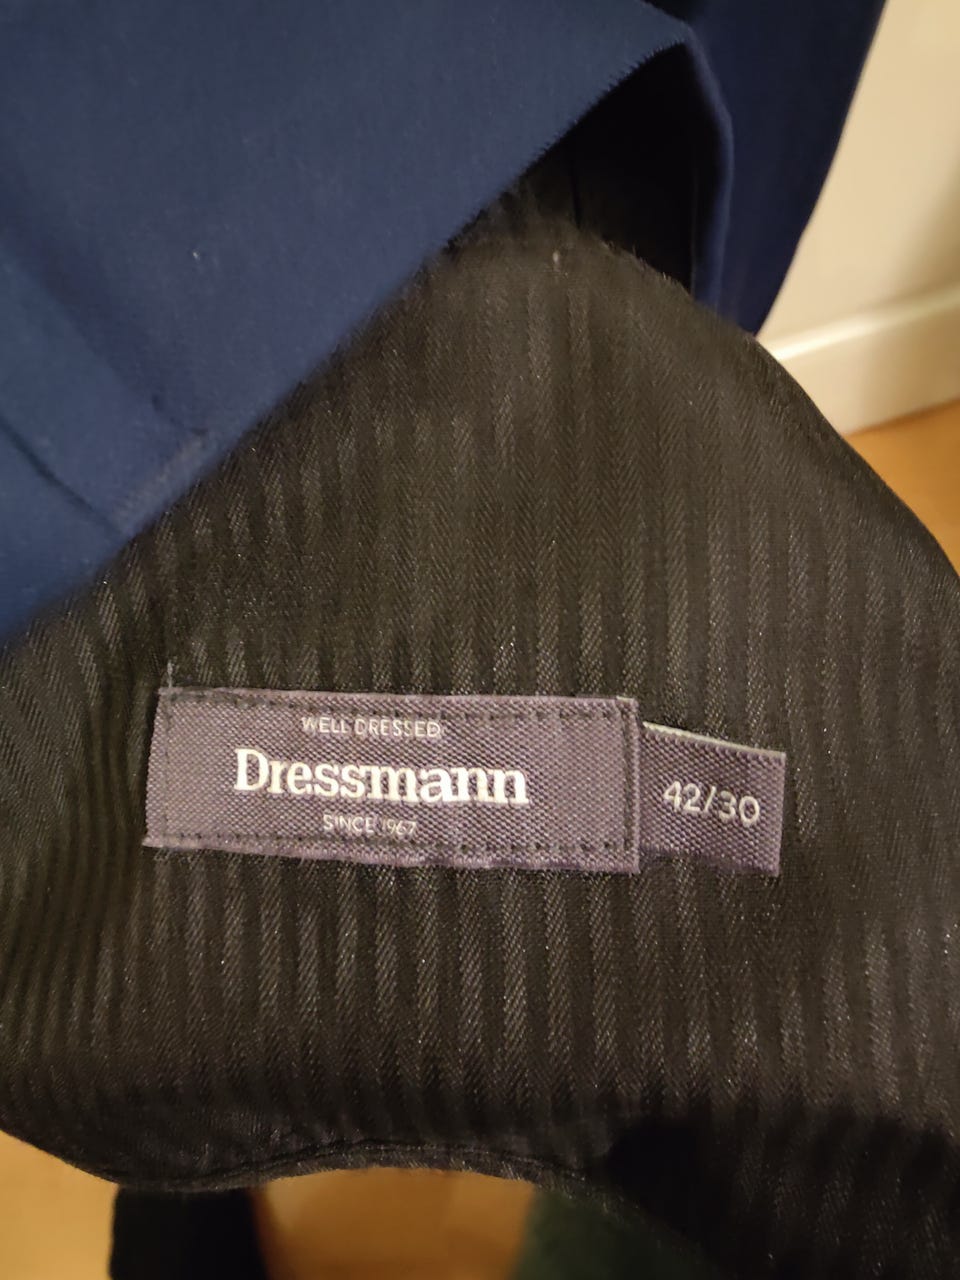 WELL DRESSED
Dressmann
SINCE 1967
42/30